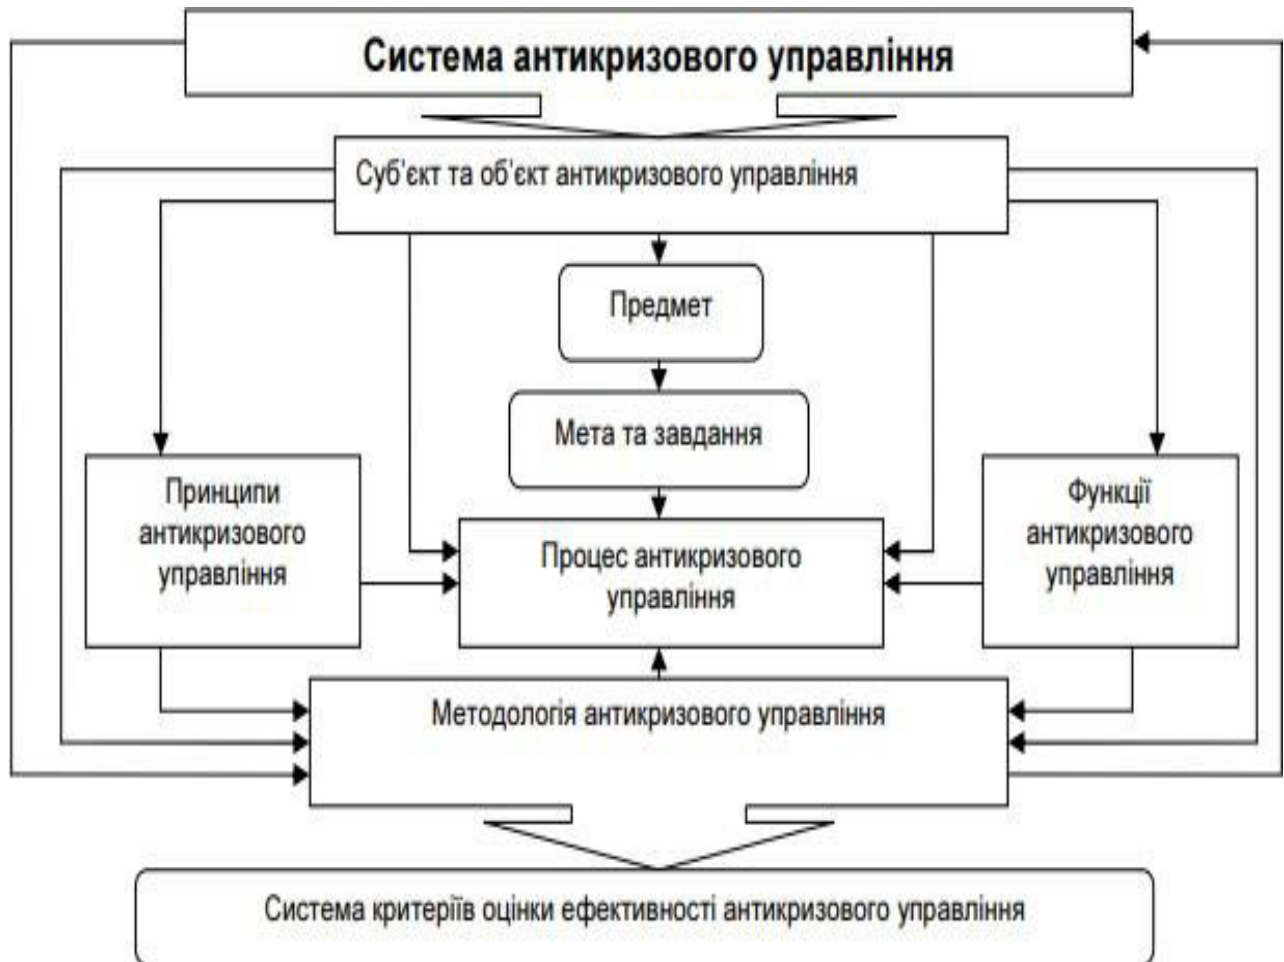 Система антикризового управління
Суб'єкт та об'єкт антикризового управління
Предмет
Мета та завдання
Принципи
антикризового
управління
Процес антикризового
управління
Функції
антикризового
управління
Методологія антикризового управління
Система критеріїв оцінки ефективності антикризового управління